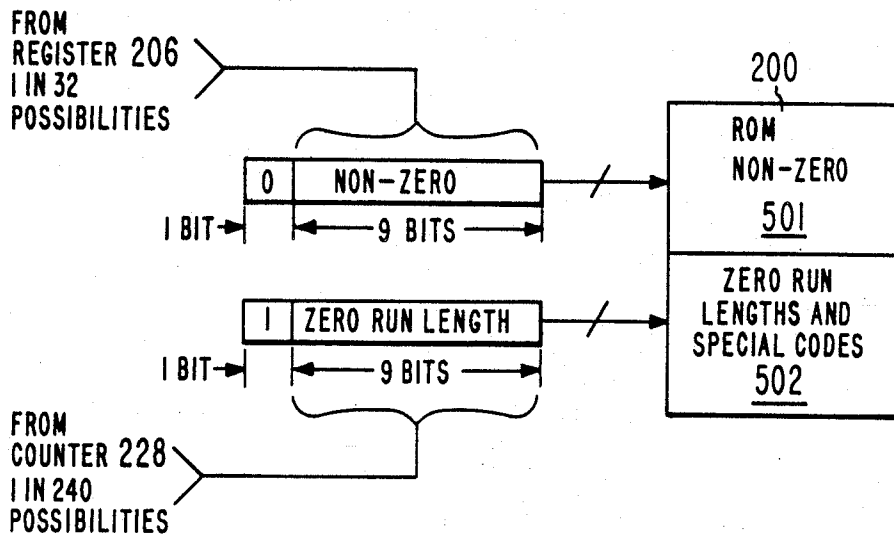 FROM
REGISTER 206
1 IN 32
POSSIBILITIES
0 NON-ZERO
1 BIT 9 BITS
200
ROM
NON-ZERO
501
1 ZERO RUN LENGTH
1 BIT 9 BITS
ZERO RUN
LENGTHS AND
SPECIAL CODES
502
FROM
COUNTER 228
1 IN 240
POSSIBILITIES